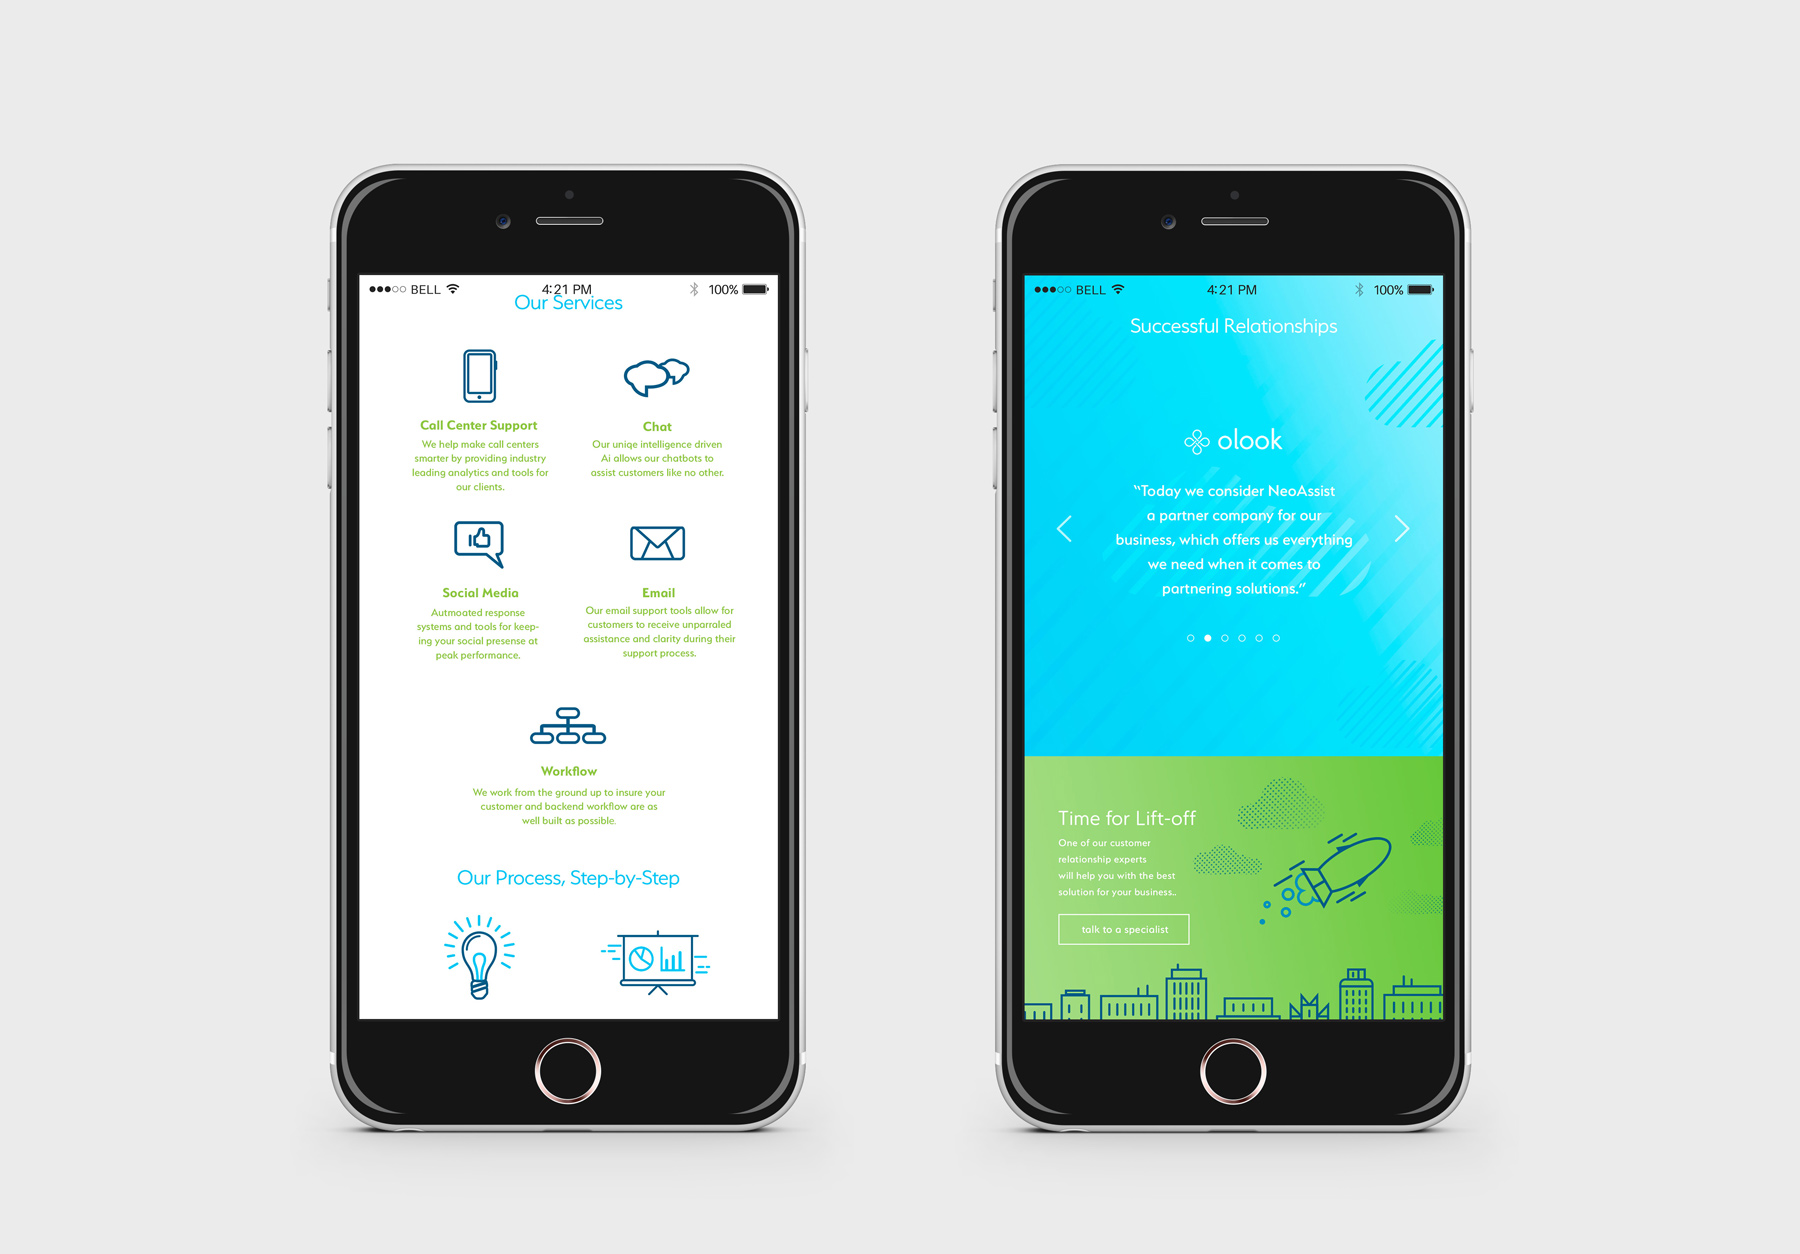 BELL 4:21 PM 100%
Our Services
Call Center Support
We help make call centers
smarter by providing industry
leading analytics and tools for
our clients.
Chat
Our uniqe intelligence driven
Ai allows our chatbots to
assist customers like no other.
Social Media
Autmoated response
systems and tools for keep-
ing your social presense at
peak performance.
Email
Our email support tools allow for
customers to receive unparraled
assistance and clarity during their
support process.
Workflow
We work from the ground up to insure your
customer and backend workflow are as
well built as possible.
Our Process, Step-by-Step
BELL 4:21 PM 100%
Successful Relationships
olook
“Today we consider NeoAssist
a partner company for our
business, which offers us everything
we need when it comes to
partnering solutions.”
Time for Lift-off
One of our customer
relationship experts
will help you with the best
solution for your business..
talk to a specialist